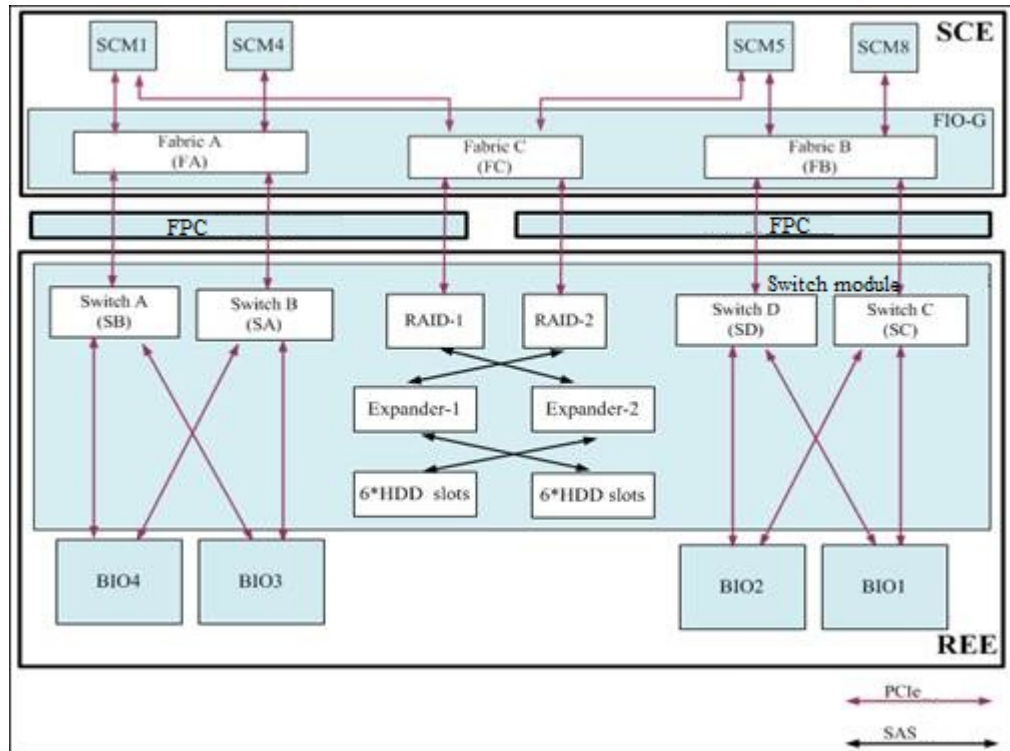 SCE
SCM1
SCM4
SCM5
SCM8
FIO-G
Fabric A
(FA)
Fabric C
(FC)
Fabric B
(FB)
FPC
FPC
Switch module
Switch A
(SB)
Switch B
(SA)
RAID-1
RAID-2
Switch D
(SD)
Switch C
(SC)
Expander-1
Expander-2
6*HDD slots
6*HDD slots
BIO4
BIO3
BIO2
BIO1
REE
PCIe
SAS